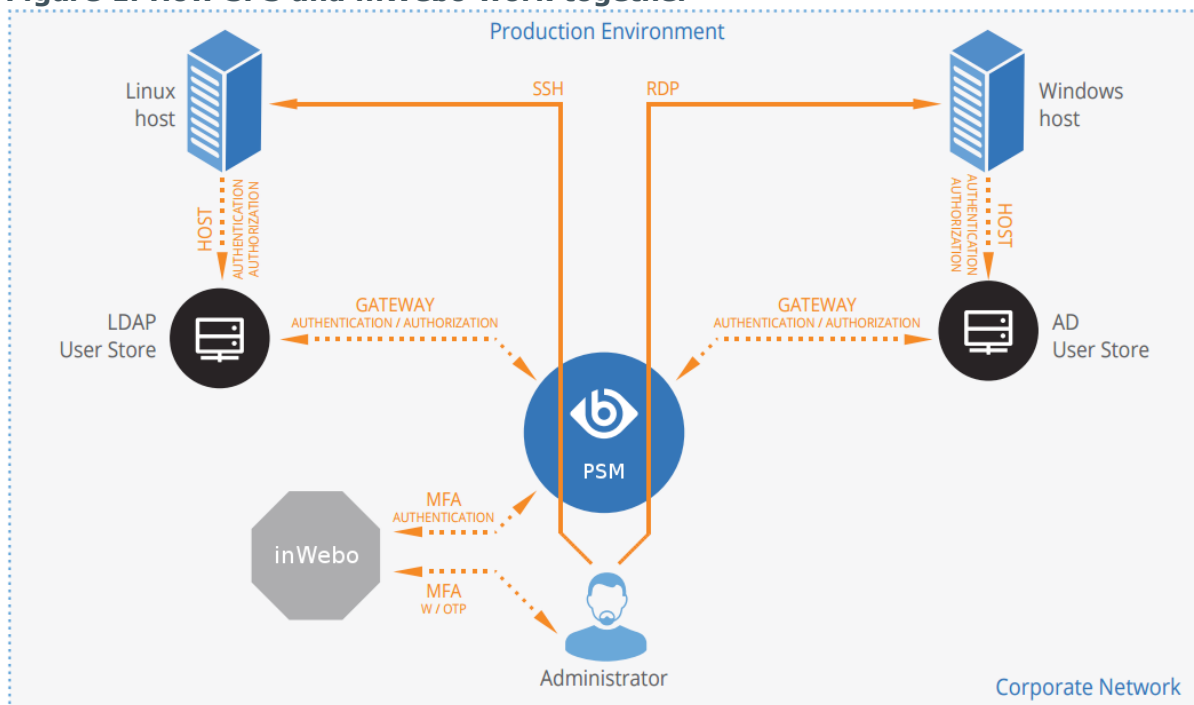 Production Environment
Linux
host
SSH
RDP
Windows
host
HOST
AUTHENTICATION
AUTHORIZATION
AUTHENTICATION
AUTHORIZATION
HOST
LDAP
User Store
GATEWAY
AUTHENTICATION / AUTHORIZATION
GATEWAY
AUTHENTICATION / AUTHORIZATION
AD
User Store
PSM
MFA
AUTHENTICATION
inWebo
MFA
W / OTP
Administrator
Corporate Network